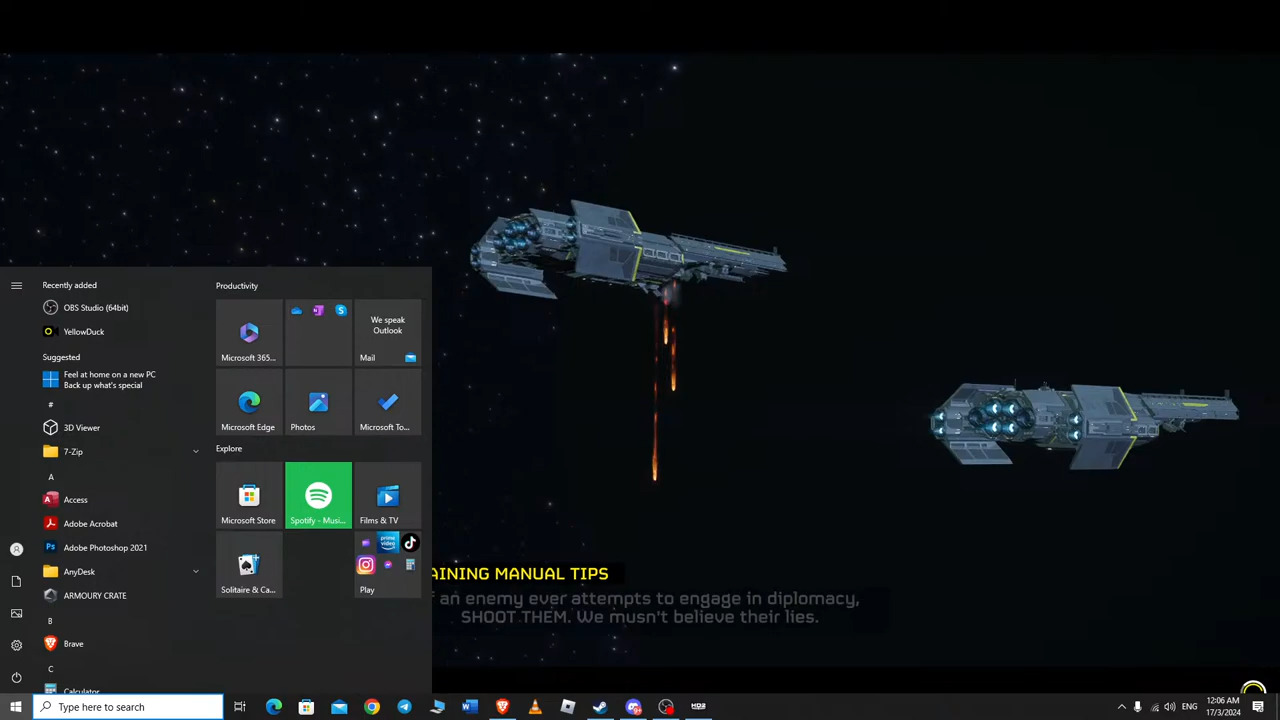 Recently added
OBS Studio (64bit)
YellowDuck
Suggested
Feel at home on a new PC
Back up what's special
#
3D Viewer
7-Zip
A
Access
Adobe Acrobat
Adobe Photoshop 2021
AnyDesk
ARMOURY CRATE
B
Brave
C
Calculator
Productivity
Microsoft 365...
We speak
Outlook
Mail
Microsoft Edge
Photos
Microsoft To...
Explore
Microsoft Store
Spotify - Musi...
Films & TV
Solitaire & Ca...
prime video
Play
AINING MANUAL TIPS
f an enemy ever attempts to engage in diplomacy,
SHOOT THEM. We musn't believe their lies.
Type here to search
HD2
ENG
12:06 AM
17/3/2024